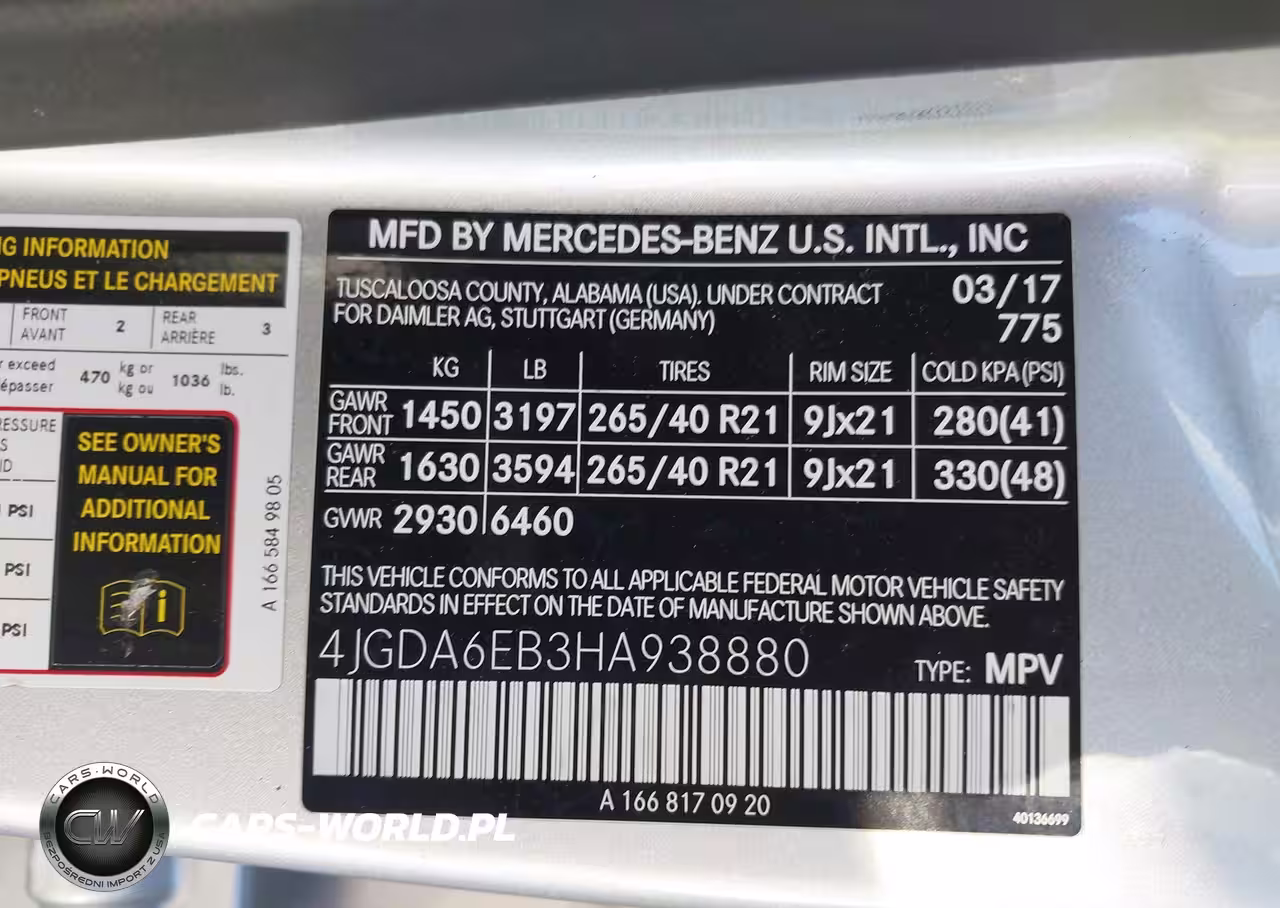 NG INFORMATION
PNEUS ET LE CHARGEMENT
FRONT
AVANT
2
REAR
ARRIÈRE
3
r exceed
épasser
470
kg or
kg ou
1036
lbs.
lb.
ESSURE
S
ID
PSI
PSI
PSI
SEE OWNER'S
MANUAL FOR
ADDITIONAL
INFORMATION
i
A 166 584 98 05
MFD BY MERCEDES-BENZ U.S. INTL., INC
TUSCALOOSA COUNTY, ALABAMA (USA). UNDER CONTRACT
FOR DAIMLER AG, STUTTGART (GERMANY)
03/17
775
KG LB TIRES RIM SIZE COLD KPA (PSI)
GAWR
FRONT 1450 3197 265/40 R21 9Jx21 280(41)
GAWR
REAR 1630 3594 265/40 R21 9Jx21 330(48)
GVWR 2930 6460
THIS VEHICLE CONFORMS TO ALL APPLICABLE FEDERAL MOTOR VEHICLE SAFETY
STANDARDS IN EFFECT ON THE DATE OF MANUFACTURE SHOWN ABOVE.
4JGDA6EB3HA938880 TYPE: MPV
A 166 817 09 20
40136699
CARS-WORLD
CW
BEZPOŚREDNI IMPORT Z USA
CARS-WORLD.PL